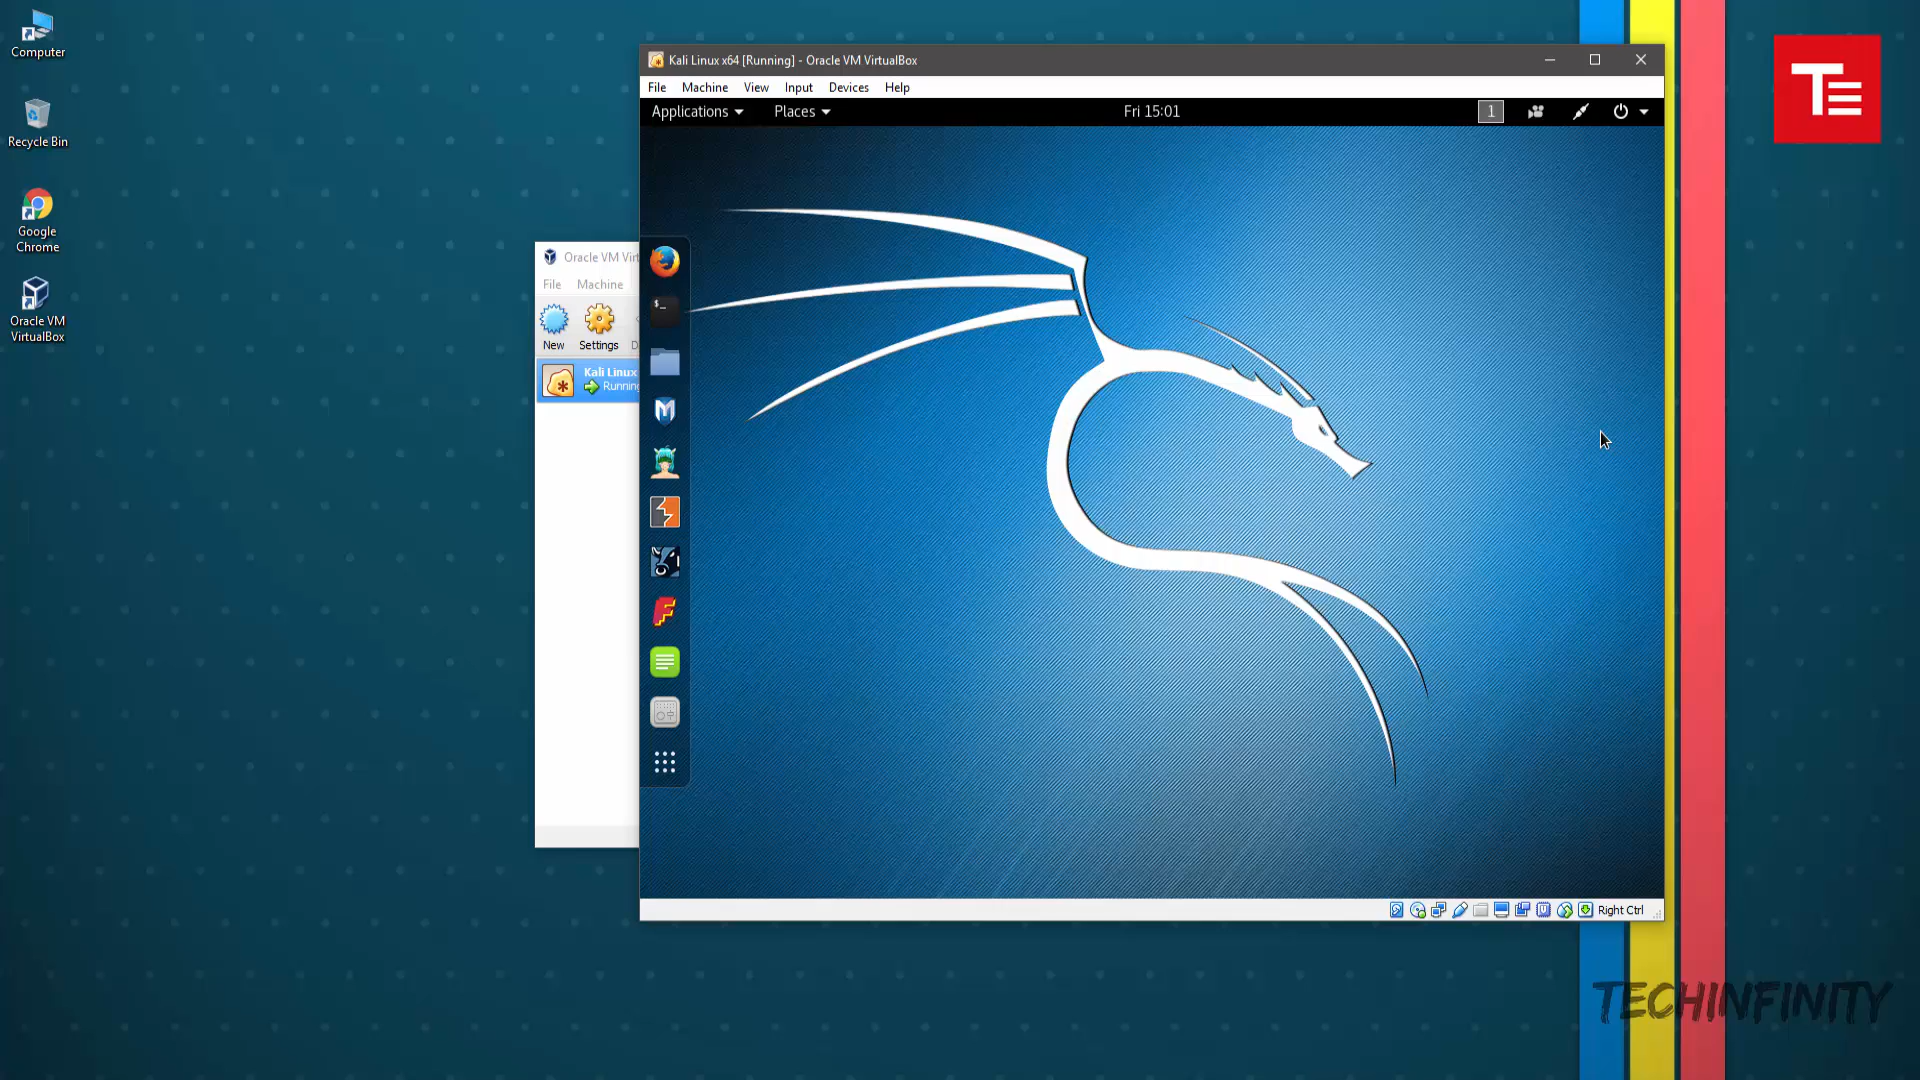 Computer
Recycle Bin
Google
Chrome
Oracle VM
VirtualBox
Oracle VM Virt
File Machine
New Settings D
Kali Linux
Running
Kali Linux x64 [Running] - Oracle VM VirtualBox
File Machine View Input Devices Help
Applications Places Fri 15:01 1
$_
M
F
Right Ctrl
TE
TECHINFINITY